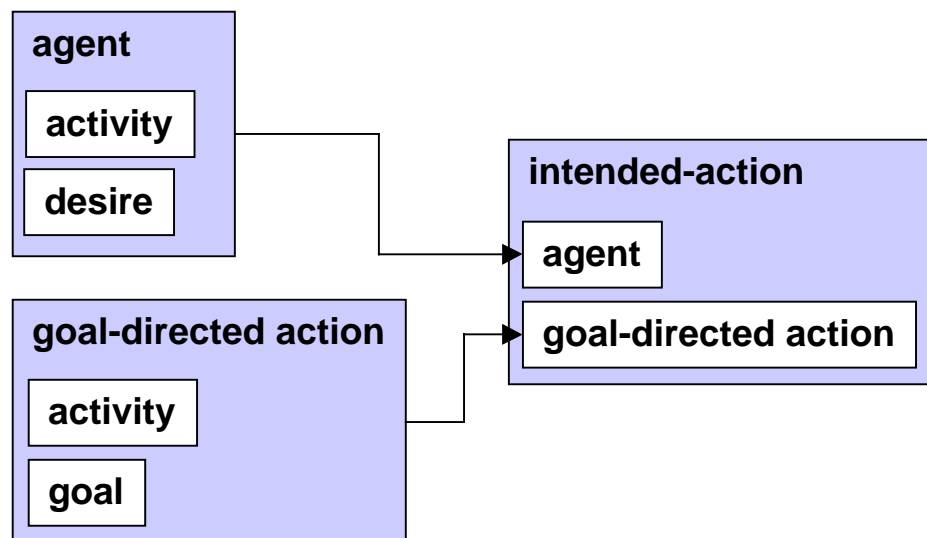 agent
activity
desire
goal-directed action
activity
goal
intended-action
agent
goal-directed action